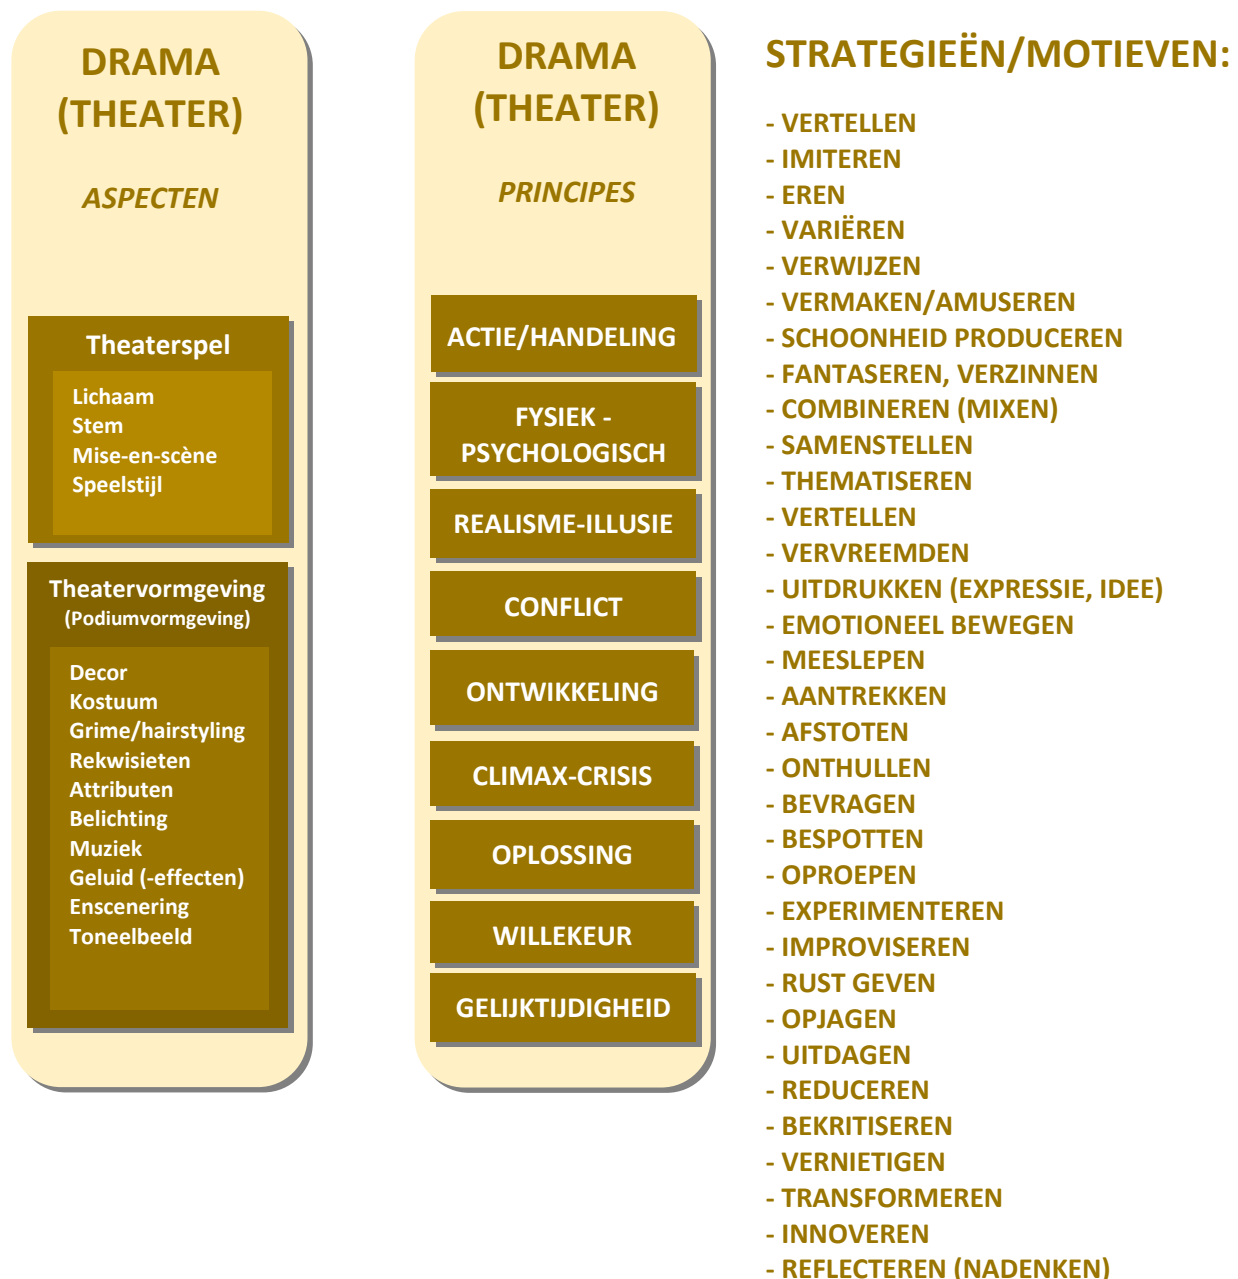 DRAMA
(THEATER)
ASPECTEN
Theaterspel
Lichaam
Stem
Mise-en-scène
Speelstijl
Theatervormgeving
(Podiumvormgeving)
Decor
Kostuum
Grime/hairstyling
Rekwisieten
Attributen
Belichting
Muziek
Geluid (-effecten)
Enscenering
Toneelbeeld
DRAMA
(THEATER)
PRINCIPES
ACTIE/HANDELING
FYSIEK -
PSYCHOLOGISCH
REALISME-ILLUSIE
CONFLICT
ONTWIKKELING
CLIMAX-CRISIS
OPLOSSING
WILLEKEUR
GELIJKTIJDIGHEID
STRATEGIEËN/MOTIEVEN:
- VERTELLEN
- IMITEREN
- EREN
- VARIËREN
- VERWIJZEN
- VERMAKEN/AMUSEREN
- SCHOONHEID PRODUCEREN
- FANTASEREN, VERZINNEN
- COMBINEREN (MIXEN)
- SAMENSTELLEN
- THEMATISEREN
- VERTELLEN
- VERVREEMDEN
- UITDRUKKEN (EXPRESSIE, IDEE)
- EMOTIONEEL BEWEGEN
- MEESLEPEN
- AANTREKKEN
- AFSTOTEN
- ONTHULLEN
- BEVRAGEN
- BESPOTTEN
- OPROEPEN
- EXPERIMENTEREN
- IMPROVISEREN
- RUST GEVEN
- OPJAGEN
- UITDAGEN
- REDUCEREN
- BEKRITISEREN
- VERNIETIGEN
- TRANSFORMEREN
- INNOVEREN
- REFLECTEREN (NADENKEN)